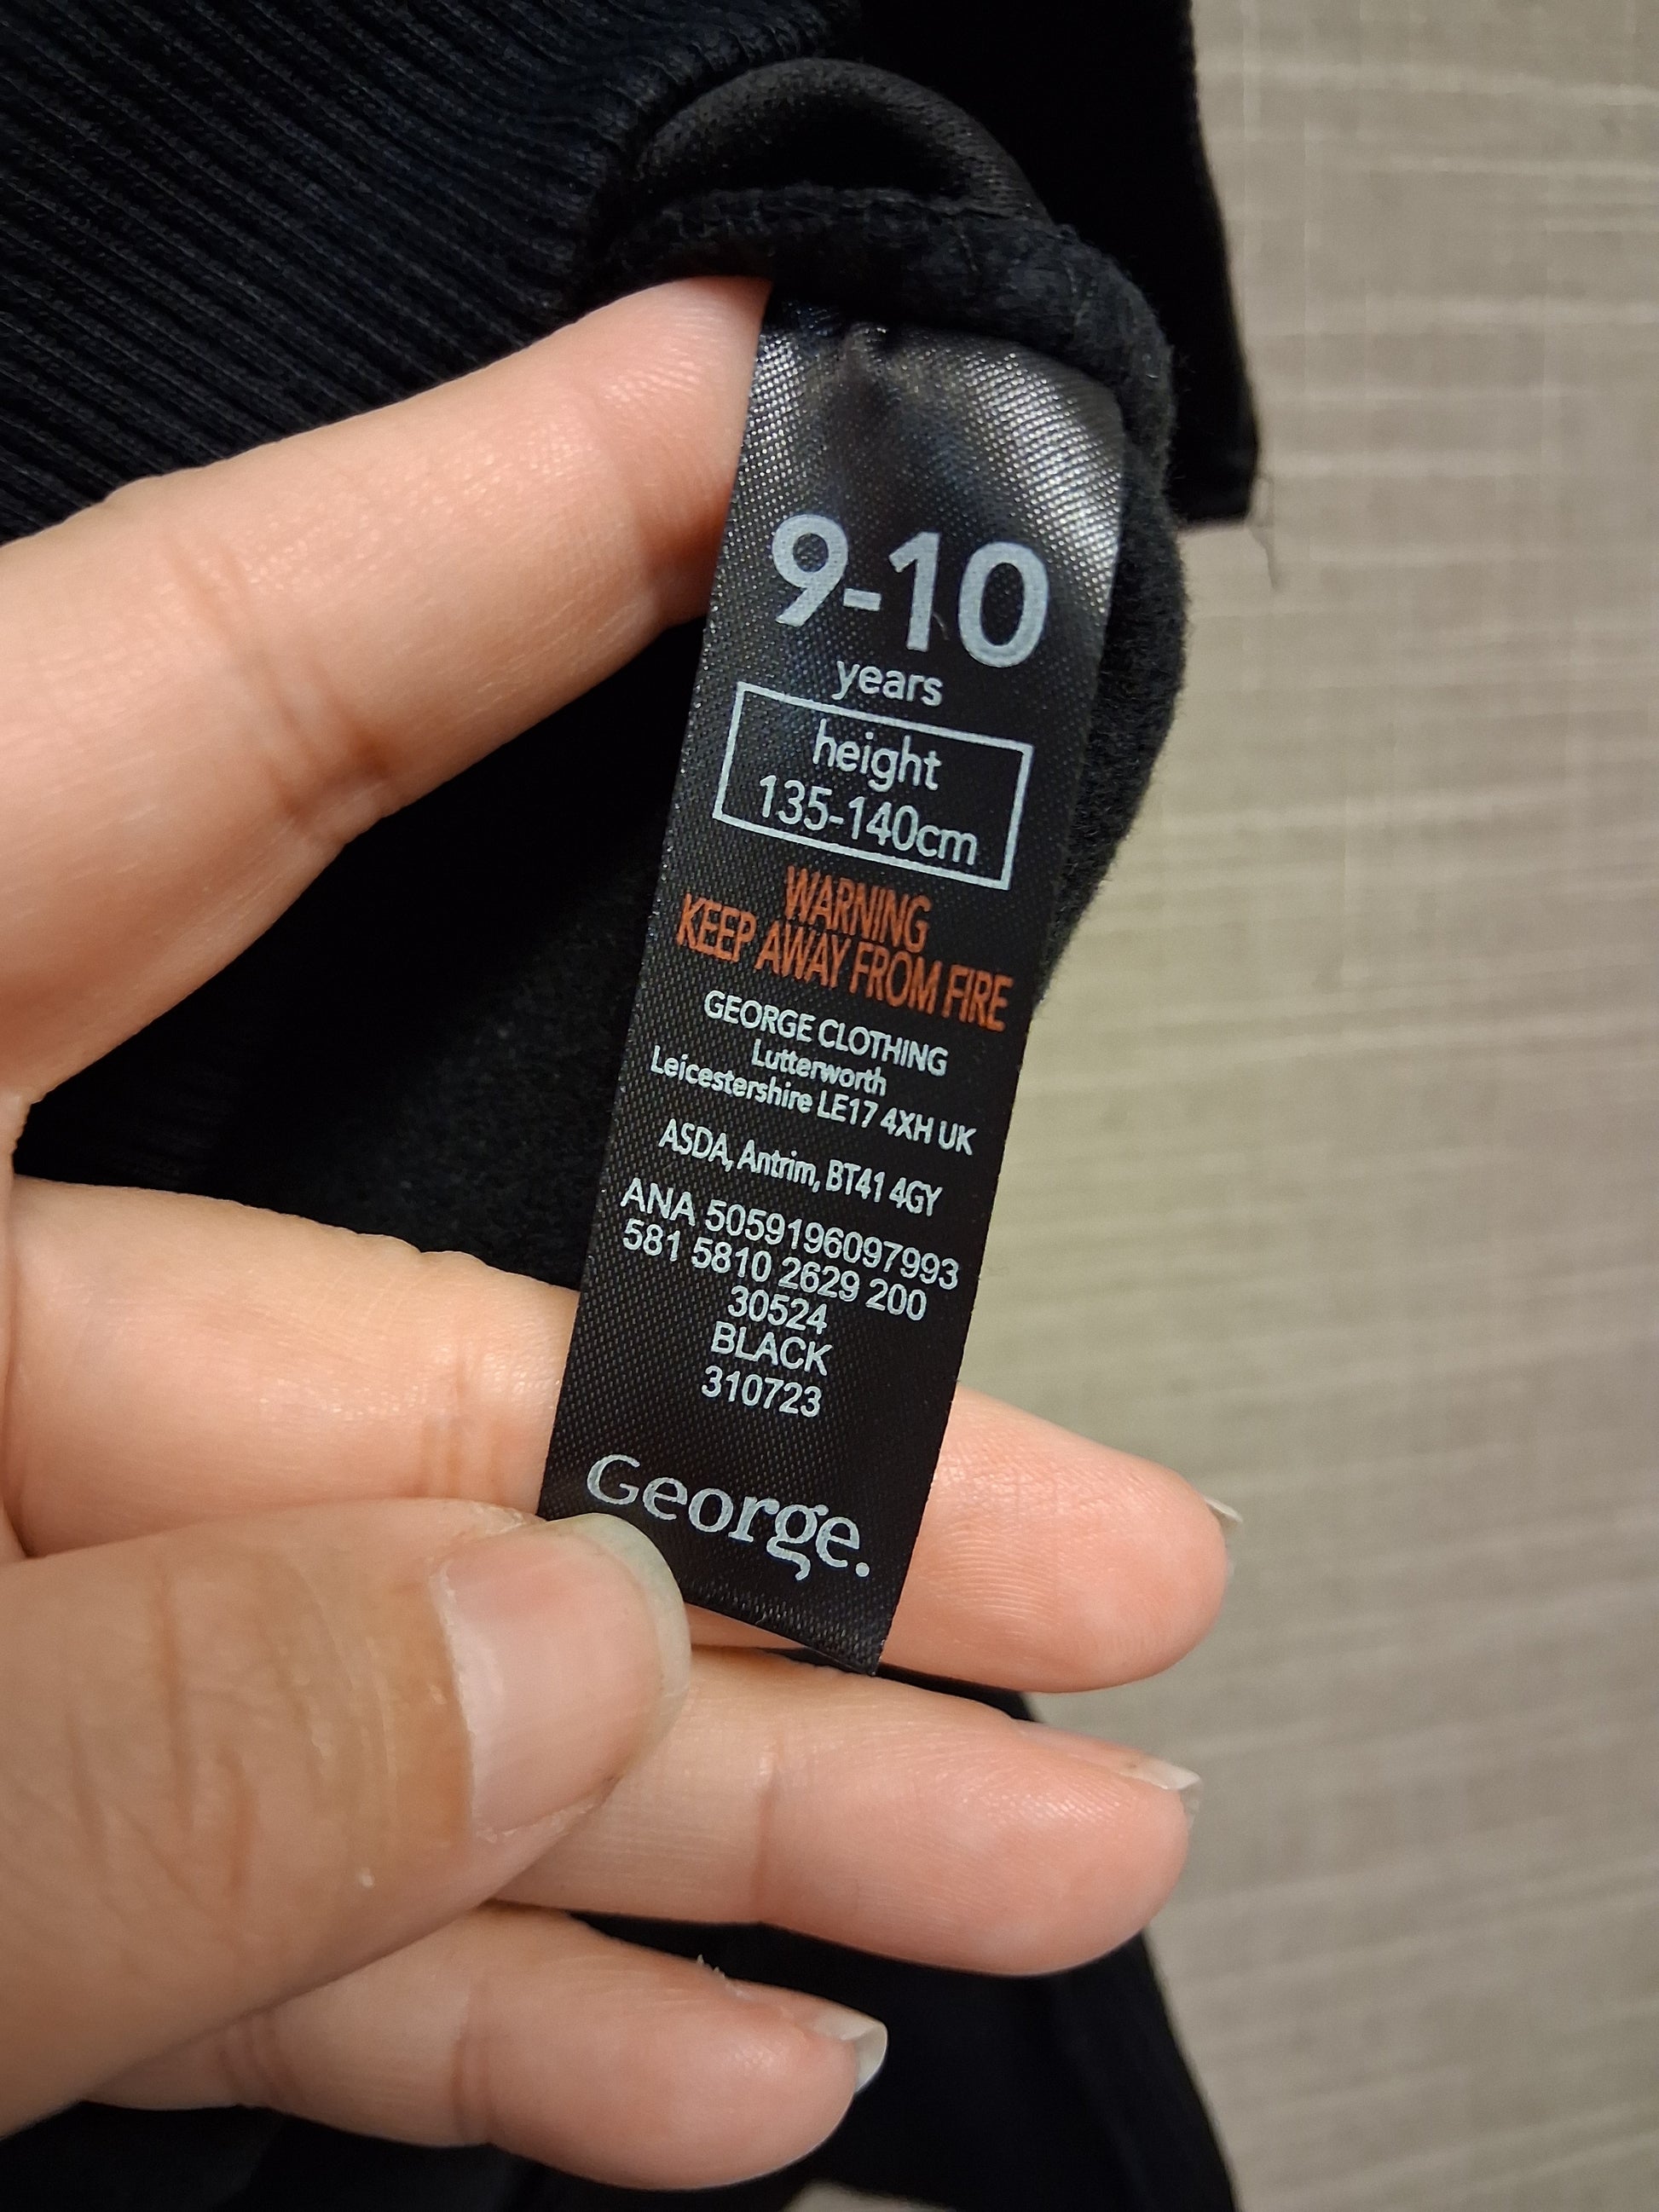 9-10
years
height
135-140cm
WARNING
KEEP AWAY FROM FIRE
GEORGE CLOTHING
Lutterworth
Leicestershire LE17 4XH UK
ASDA, Antrim, BT41 4GY
ANA 5059196097993
581 5810 2629 200
30524
BLACK
310723
George.